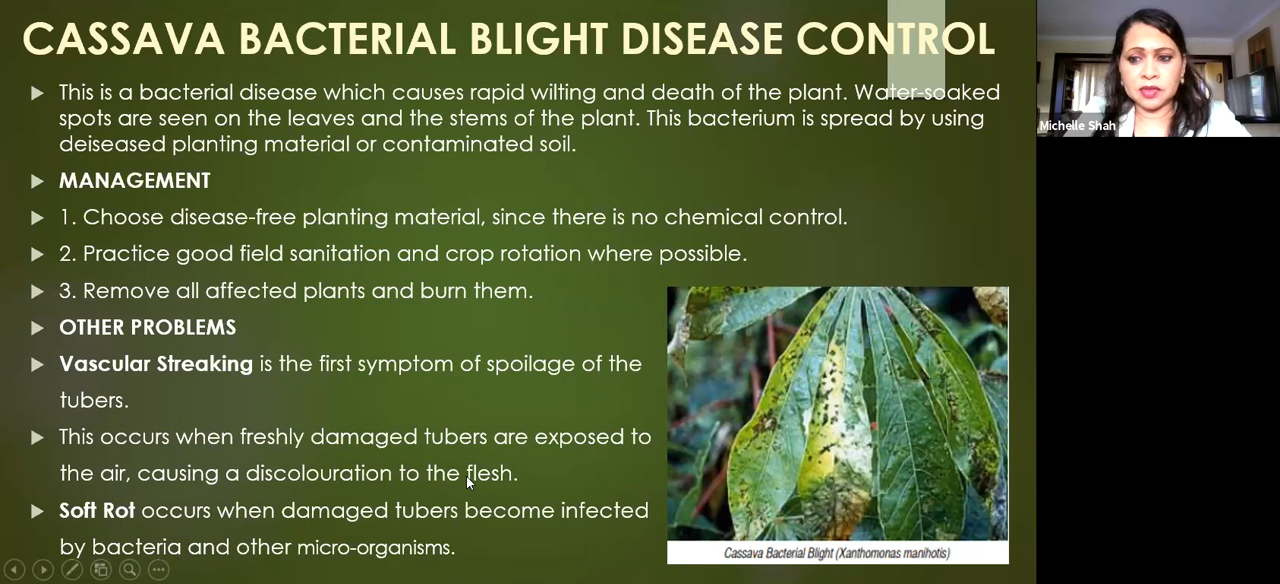 CASSAVA BACTERIAL BLIGHT DISEASE CONTROL
This is a bacterial disease which causes rapid wilting and death of the plant. Water-soaked
spots are seen on the leaves and the stems of the plant. This bacterium is spread by using
deiseased planting material or contaminated soil.
MANAGEMENT
1. Choose disease-free planting material, since there is no chemical control.
2. Practice good field sanitation and crop rotation where possible.
3. Remove all affected plants and burn them.
OTHER PROBLEMS
Vascular Streaking is the first symptom of spoilage of the
tubers.
This occurs when freshly damaged tubers are exposed to
the air, causing a discolouration to the flesh.
Soft Rot occurs when damaged tubers become infected
by bacteria and other micro-organisms.
Cassava Bacterial Blight (Xanthomonas manihotis)
Michelle Shah